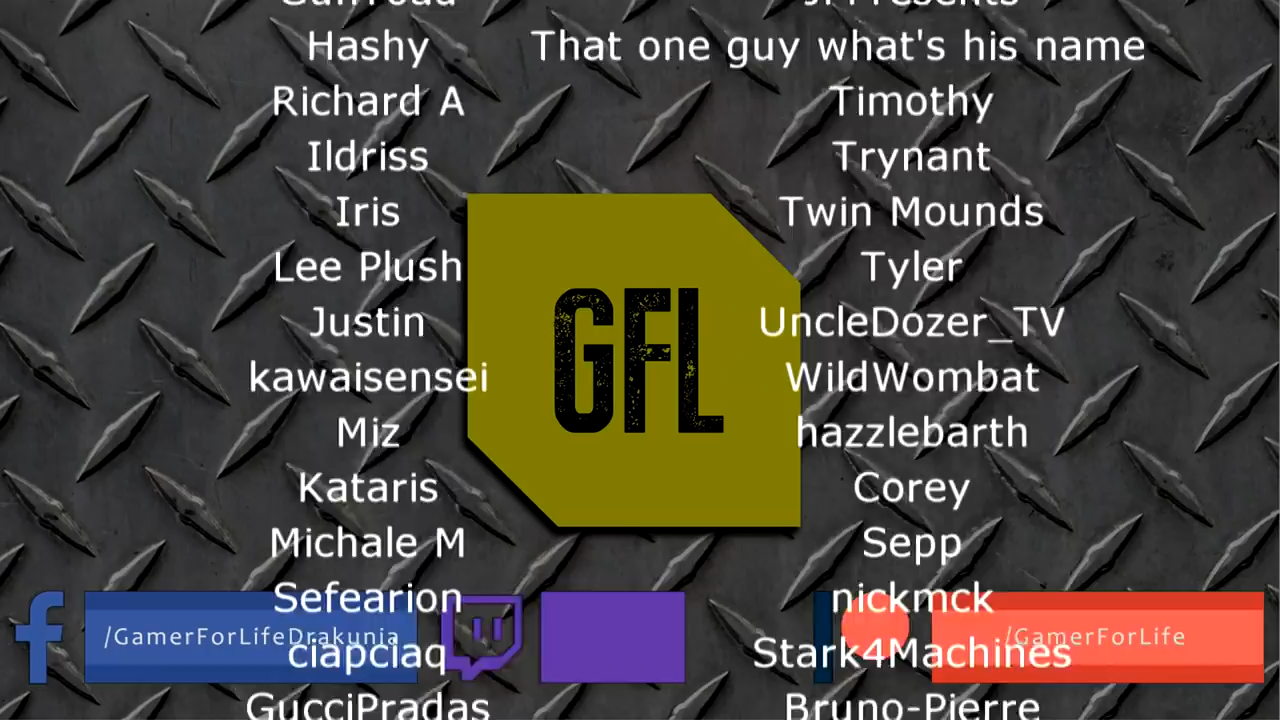 Hashy
Richard A
Ildriss
Iris
Lee Plush
Justin
kawaisensei
Miz
Kataris
Michale M
Sefearion
ciapciaq
GucciPradas
JPPresents
That one guy what's his name
Timothy
Trynant
Twin Mounds
Tyler
UncleDozer_TV
WildWombat
hazzlebarth
Corey
Sepp
nickmck
Stark4Machines
Bruno-Pierre
GFL
/GamerForLifeDrakunia
/GamerForLife